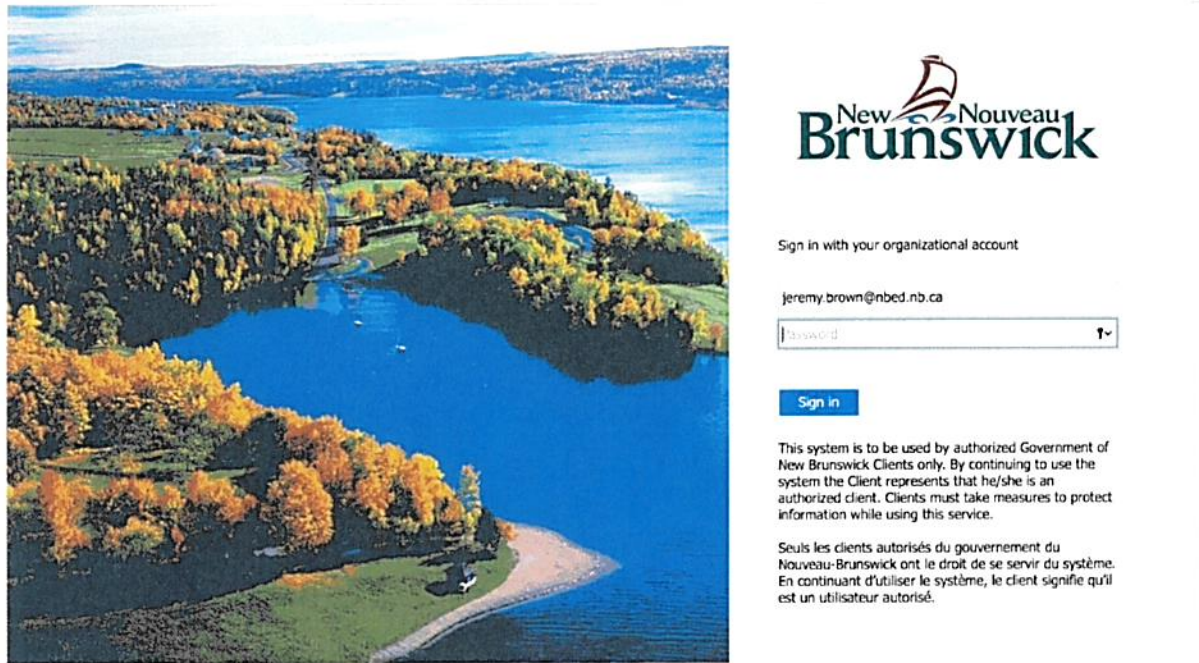 New Nouveau
Brunswick
Sign in with your organizational account
jeremy.brown@nbed.nb.ca
Password
Sign in
This system is to be used by authorized Government of
New Brunswick Clients only. By continuing to use the
system the Client represents that he/she is an
authorized client. Clients must take measures to protect
information while using this service.
Seuls les clients autorisés du gouvernement du
Nouveau-Brunswick ont le droit de se servir du système.
En continuant d'utiliser le système, le client signifie qu'il
est un utilisateur autorisé.